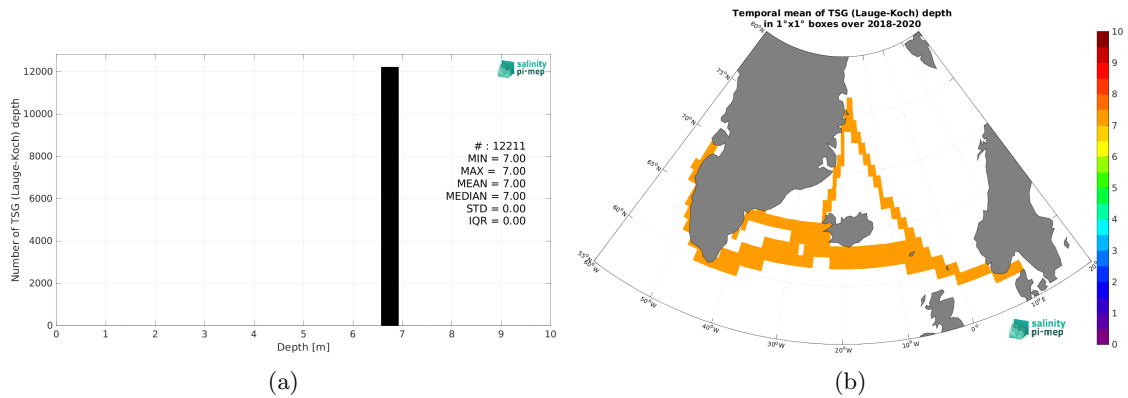 12000
10000
8000
6000
4000
2000
0
Number of TSG (Lauge-Koch) depth
0 1 2 3 4 5 6 7 8 9 10
Depth [m]
salinity
pi-mep
# : 12211
MIN = 7.00
MAX = 7.00
MEAN = 7.00
MEDIAN = 7.00
STD = 0.00
IQR = 0.00
(a)
Temporal mean of TSG (Lauge-Koch) depth
in 1°x1° boxes over 2018-2020
80°N
75°N
70°N
65°N
60°N
55°N
60°W
50°W
40°W
30°W
20°W
10°W
0°
10°E
salinity
pi-mep
10
9
8
7
6
5
4
3
2
1
0
(b)